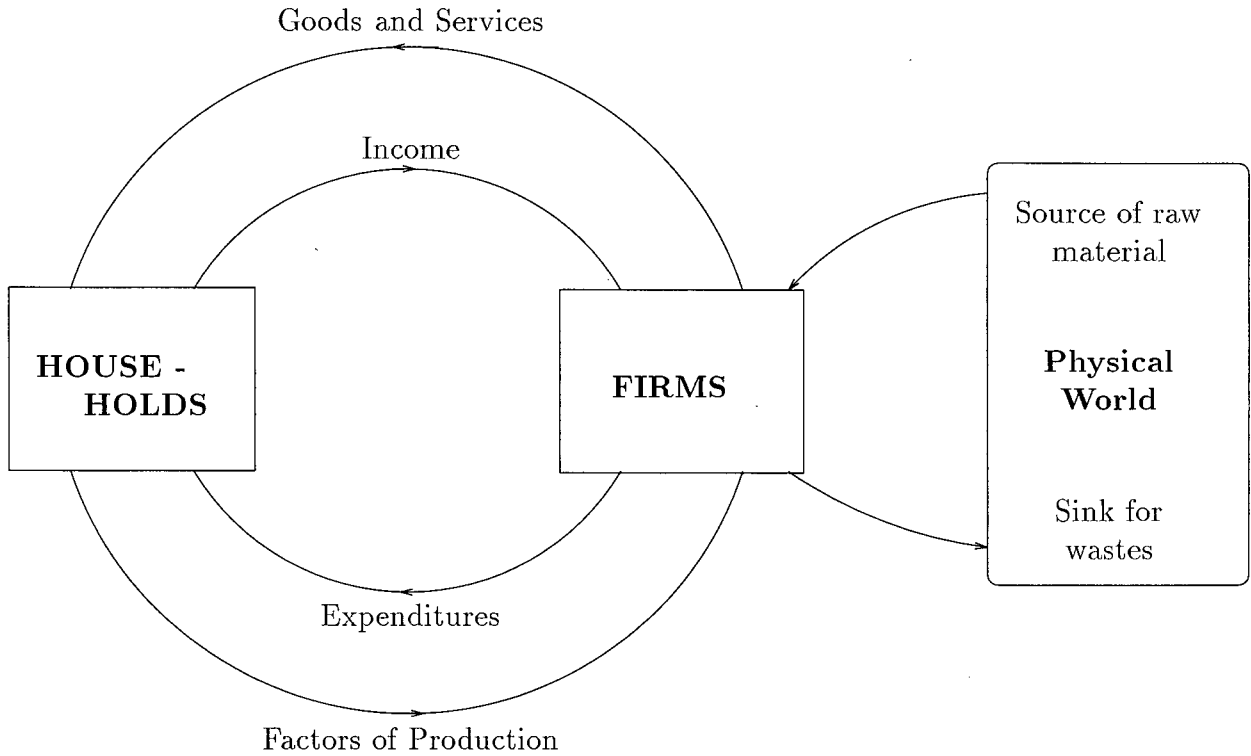 Goods and Services
Income
HOUSE -
HOLDS
FIRMS
Expenditures
Factors of Production
Source of raw
material
Physical
World
Sink for
wastes